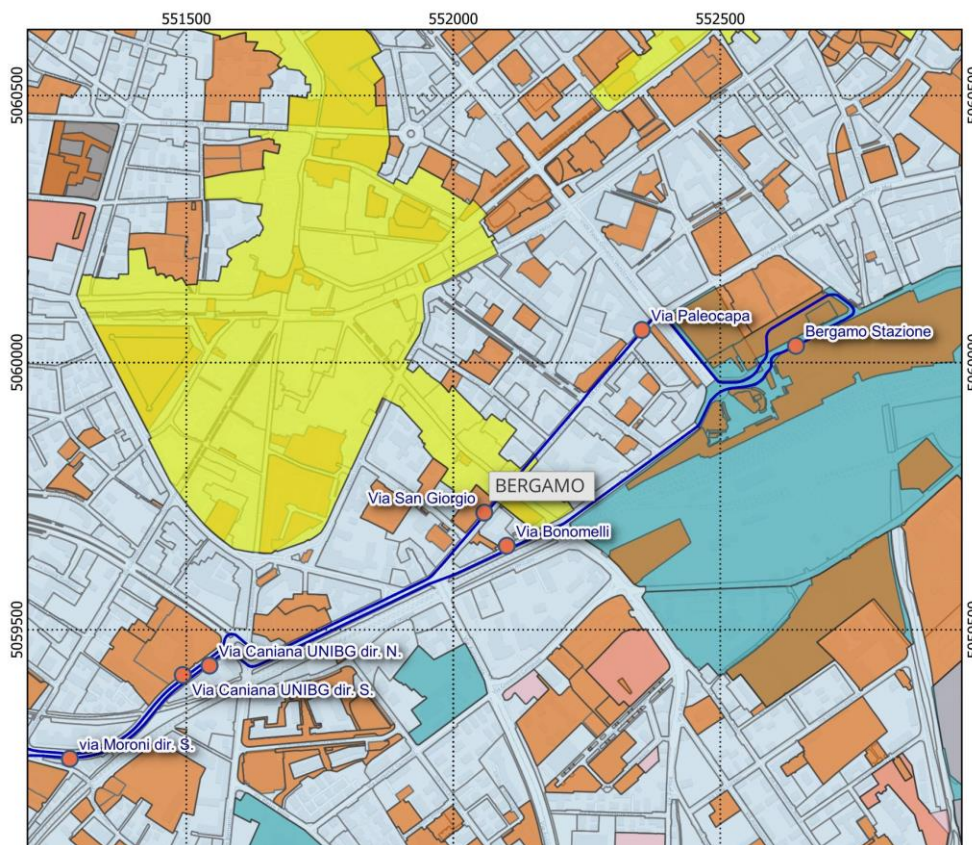 551500
552000
552500
5060500
5060500
Via Paleocapa
Bergamo Stazione
5060000
5060000
BERGAMO
Via San Giorgio
Via Bonomelli
5059500
5059500
Via Caniana UNIBG dir. N.
Via Caniana UNIBG dir. S.
via Moroni dir. S.